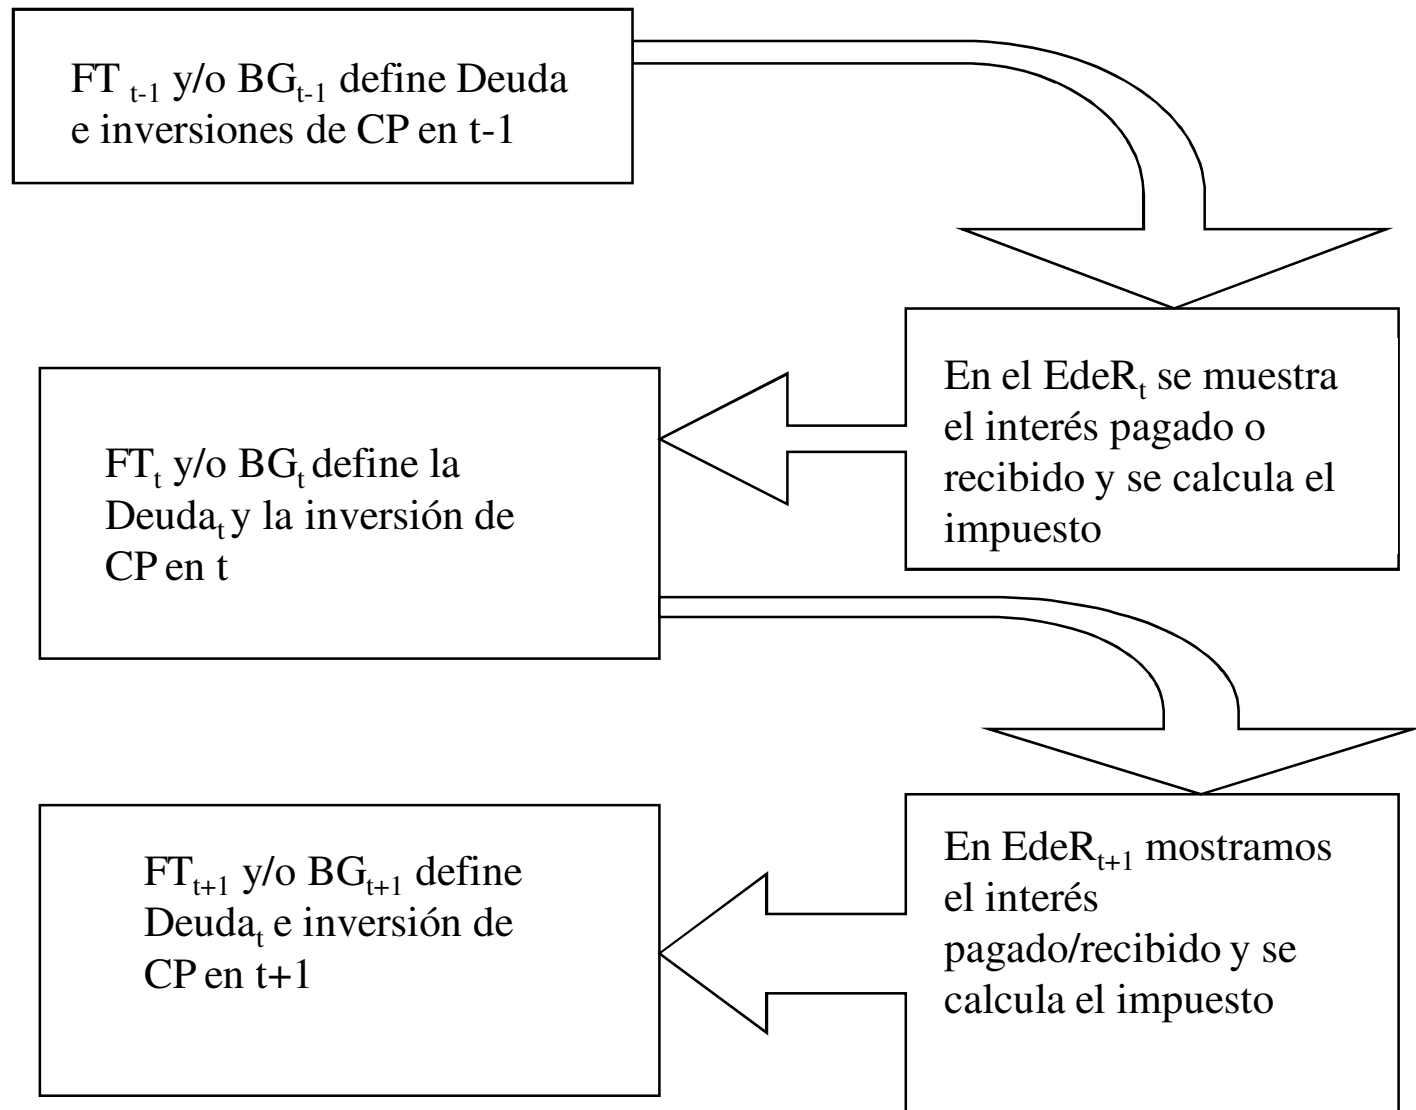 FT t-1 y/o BGt-1 define Deuda
e inversiones de CP en t-1
En el EdeRt se muestra
el interés pagado o
recibido y se calcula el
impuesto
FTt y/o BGt define la
Deudat y la inversión de
CP en t
En EdeRt+1 mostramos
el interés
pagado/recibido y se
calcula el impuesto
FTt+1 y/o BGt+1 define
Deudat e inversión de
CP en t+1